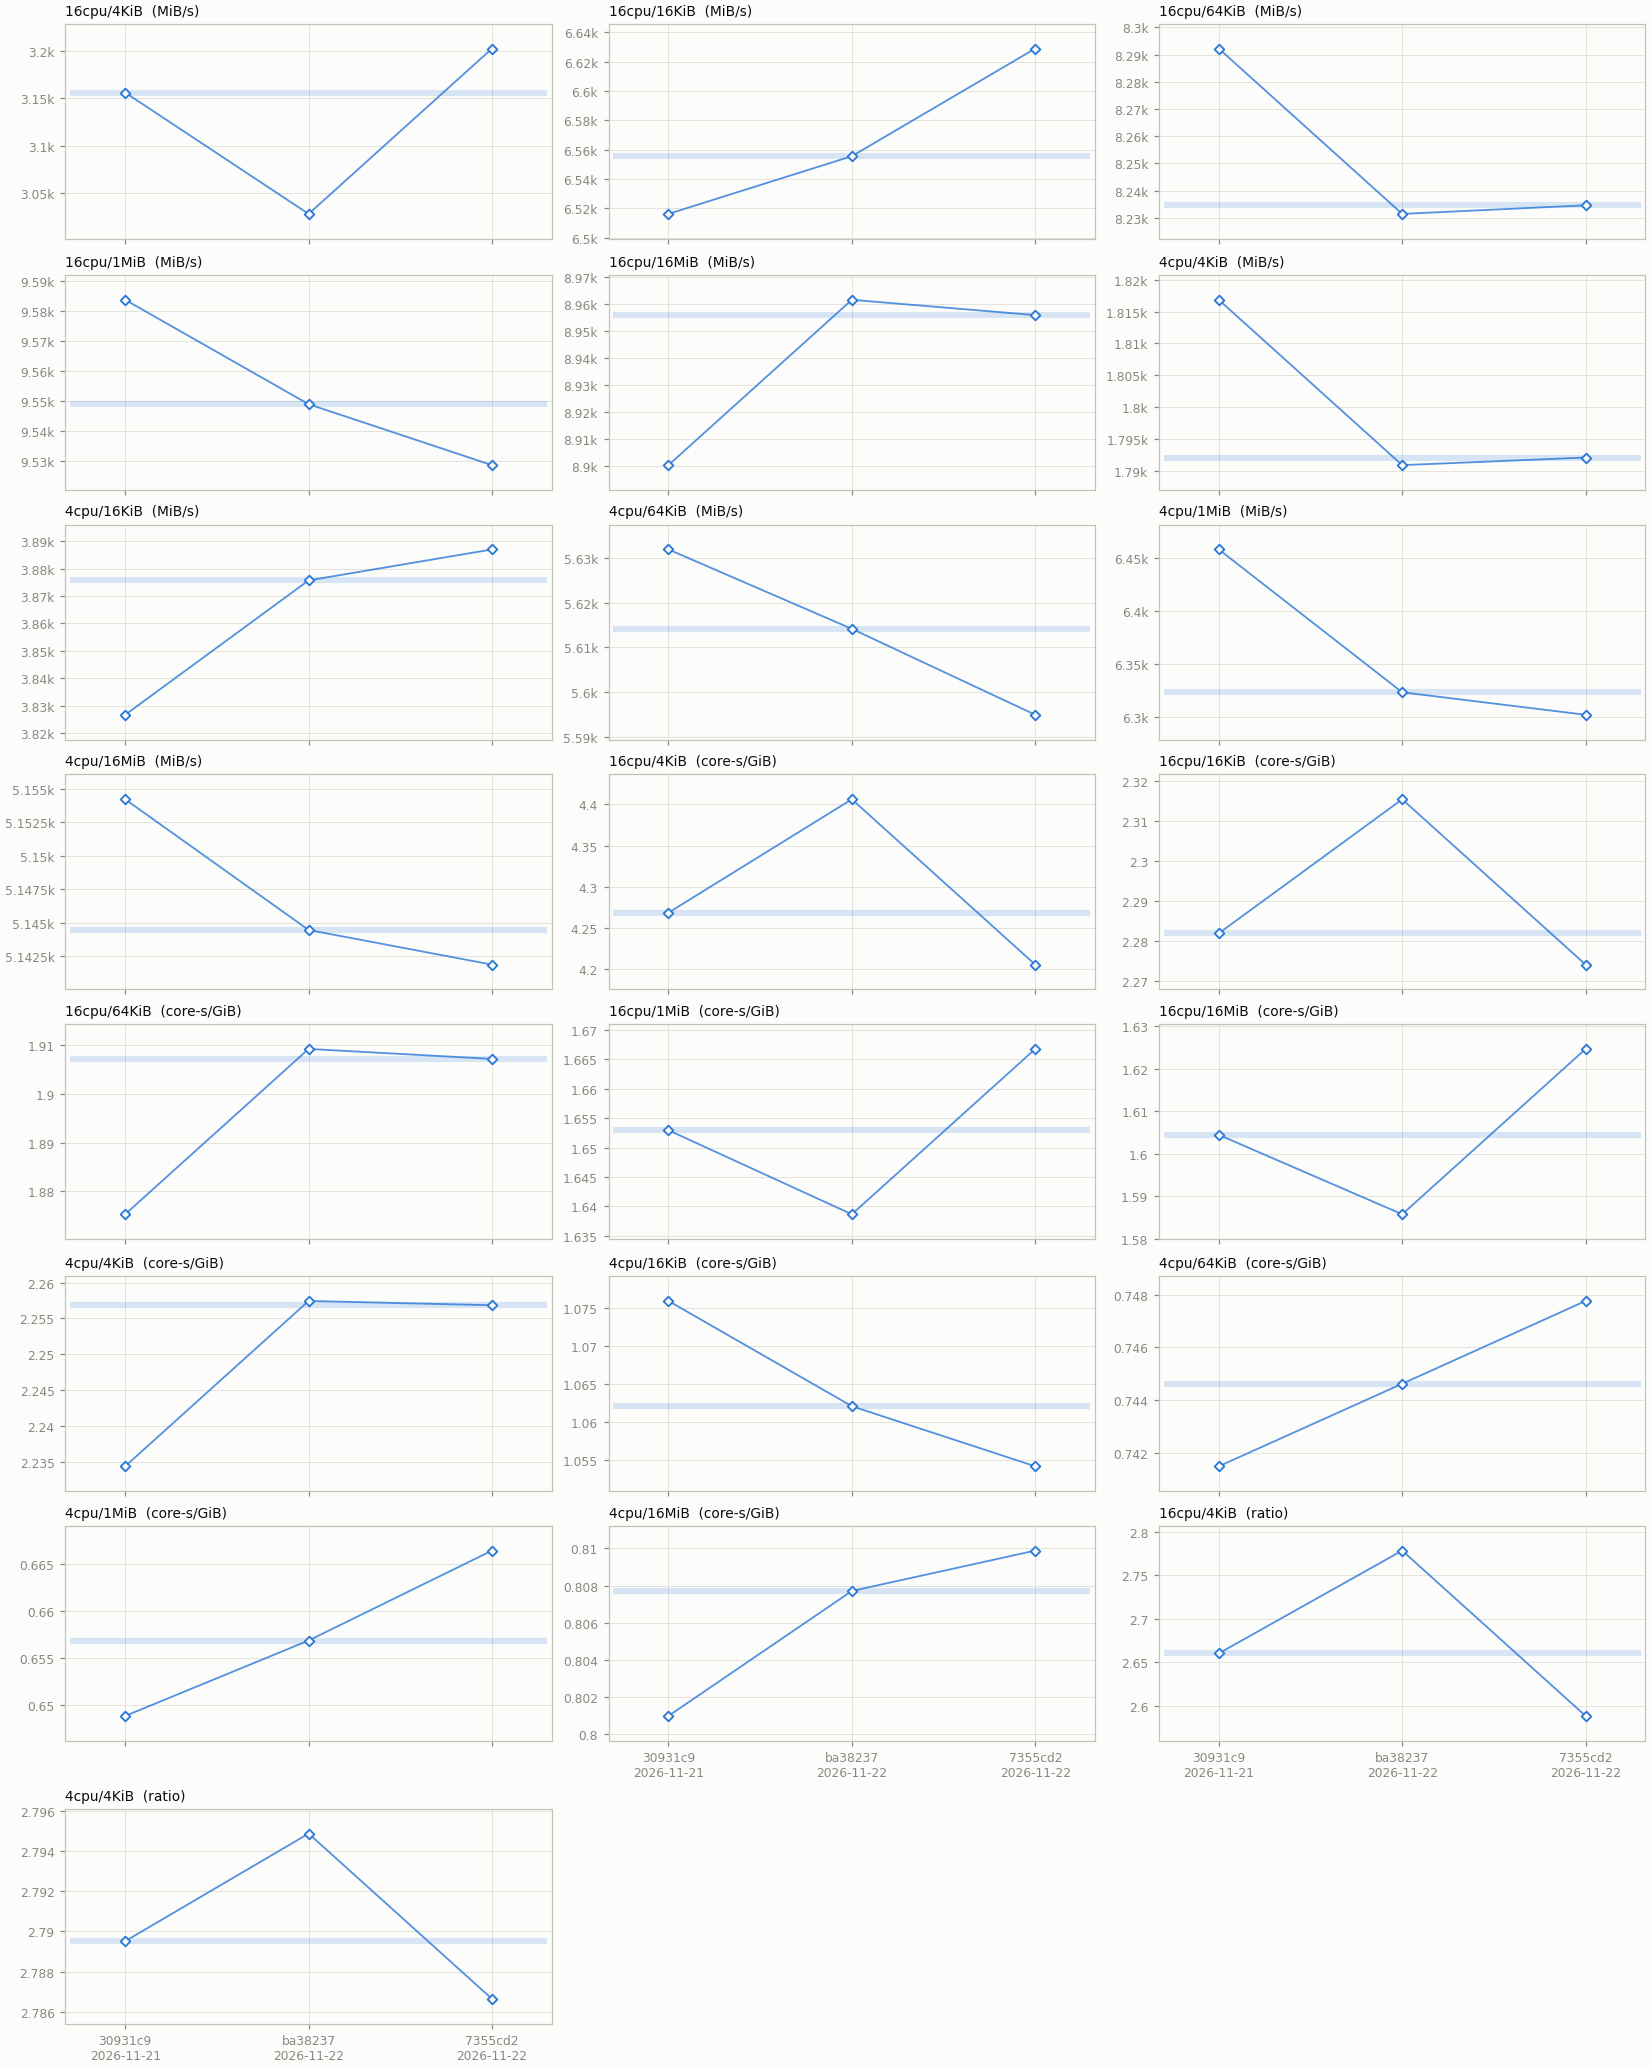 16cpu/4KiB (MiB/s)
3.2k
3.15k
3.1k
3.05k
16cpu/16KiB (MiB/s)
6.64k
6.62k
6.6k
6.58k
6.56k
6.54k
6.52k
6.5k
16cpu/64KiB (MiB/s)
8.3k
8.29k
8.28k
8.27k
8.26k
8.25k
8.24k
8.23k
16cpu/1MiB (MiB/s)
9.59k
9.58k
9.57k
9.56k
9.55k
9.54k
9.53k
16cpu/16MiB (MiB/s)
8.97k
8.96k
8.95k
8.94k
8.93k
8.92k
8.91k
8.9k
4cpu/4KiB (MiB/s)
1.82k
1.815k
1.81k
1.805k
1.8k
1.795k
1.79k
4cpu/16KiB (MiB/s)
3.89k
3.88k
3.87k
3.86k
3.85k
3.84k
3.83k
3.82k
4cpu/64KiB (MiB/s)
5.63k
5.62k
5.61k
5.6k
5.59k
4cpu/1MiB (MiB/s)
6.45k
6.4k
6.35k
6.3k
4cpu/16MiB (MiB/s)
5.155k
5.1525k
5.15k
5.1475k
5.145k
5.1425k
16cpu/4KiB (core-s/GiB)
4.4
4.35
4.3
4.25
4.2
16cpu/16KiB (core-s/GiB)
2.32
2.31
2.3
2.29
2.28
2.27
16cpu/64KiB (core-s/GiB)
1.91
1.9
1.89
1.88
16cpu/1MiB (core-s/GiB)
1.67
1.665
1.66
1.655
1.65
1.645
1.64
1.635
16cpu/16MiB (core-s/GiB)
1.63
1.62
1.61
1.6
1.59
1.58
4cpu/4KiB (core-s/GiB)
2.26
2.255
2.25
2.245
2.24
2.235
4cpu/16KiB (core-s/GiB)
1.075
1.07
1.065
1.06
1.055
4cpu/64KiB (core-s/GiB)
0.748
0.746
0.744
0.742
4cpu/1MiB (core-s/GiB)
0.665
0.66
0.655
0.65
4cpu/16MiB (core-s/GiB)
0.81
0.808
0.806
0.804
0.802
0.8
30931c9
2026-11-21
ba38237
2026-11-22
7355cd2
2026-11-22
16cpu/4KiB (ratio)
2.8
2.75
2.7
2.65
2.6
30931c9
2026-11-21
ba38237
2026-11-22
7355cd2
2026-11-22
4cpu/4KiB (ratio)
2.796
2.794
2.792
2.79
2.788
2.786
30931c9
2026-11-21
ba38237
2026-11-22
7355cd2
2026-11-22